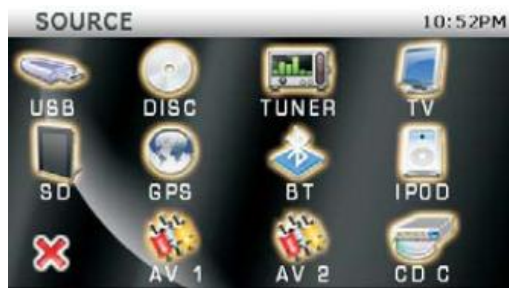 SOURCE 10:52PM
USB DISC TUNER TV
SD GPS BT IPOD
AV 1 AV 2 CD C